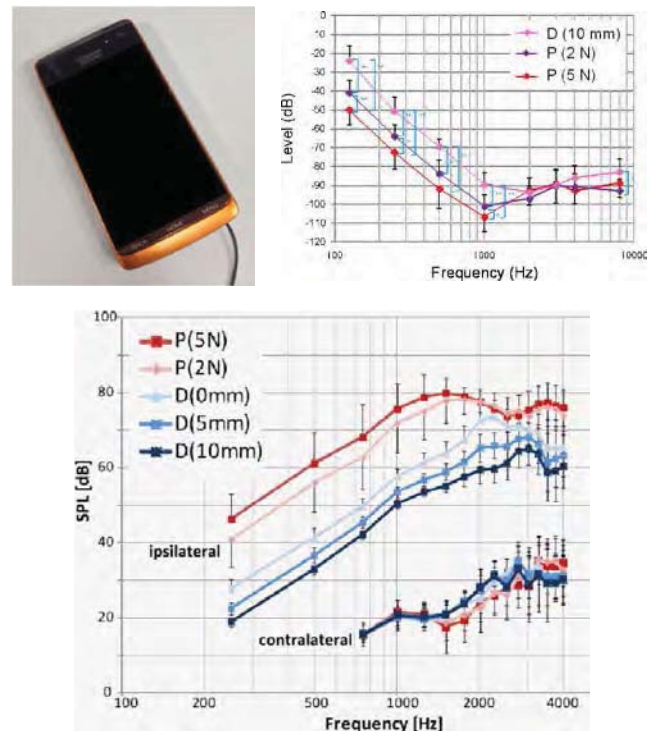 0
-10
-20
-30
-40
-50
-60
-70
-80
-90
-100
-110
-120
Level (dB)
D (10 mm)
P (2 N)
P (5 N)
100
1000
10000
Frequency (Hz)
100
80
60
40
20
0
SPL [dB]
P(5N)
P(2N)
D(0mm)
D(5mm)
D(10mm)
ipsilateral
contralateral
100
200
500
1000
2000
4000
Frequency [Hz]